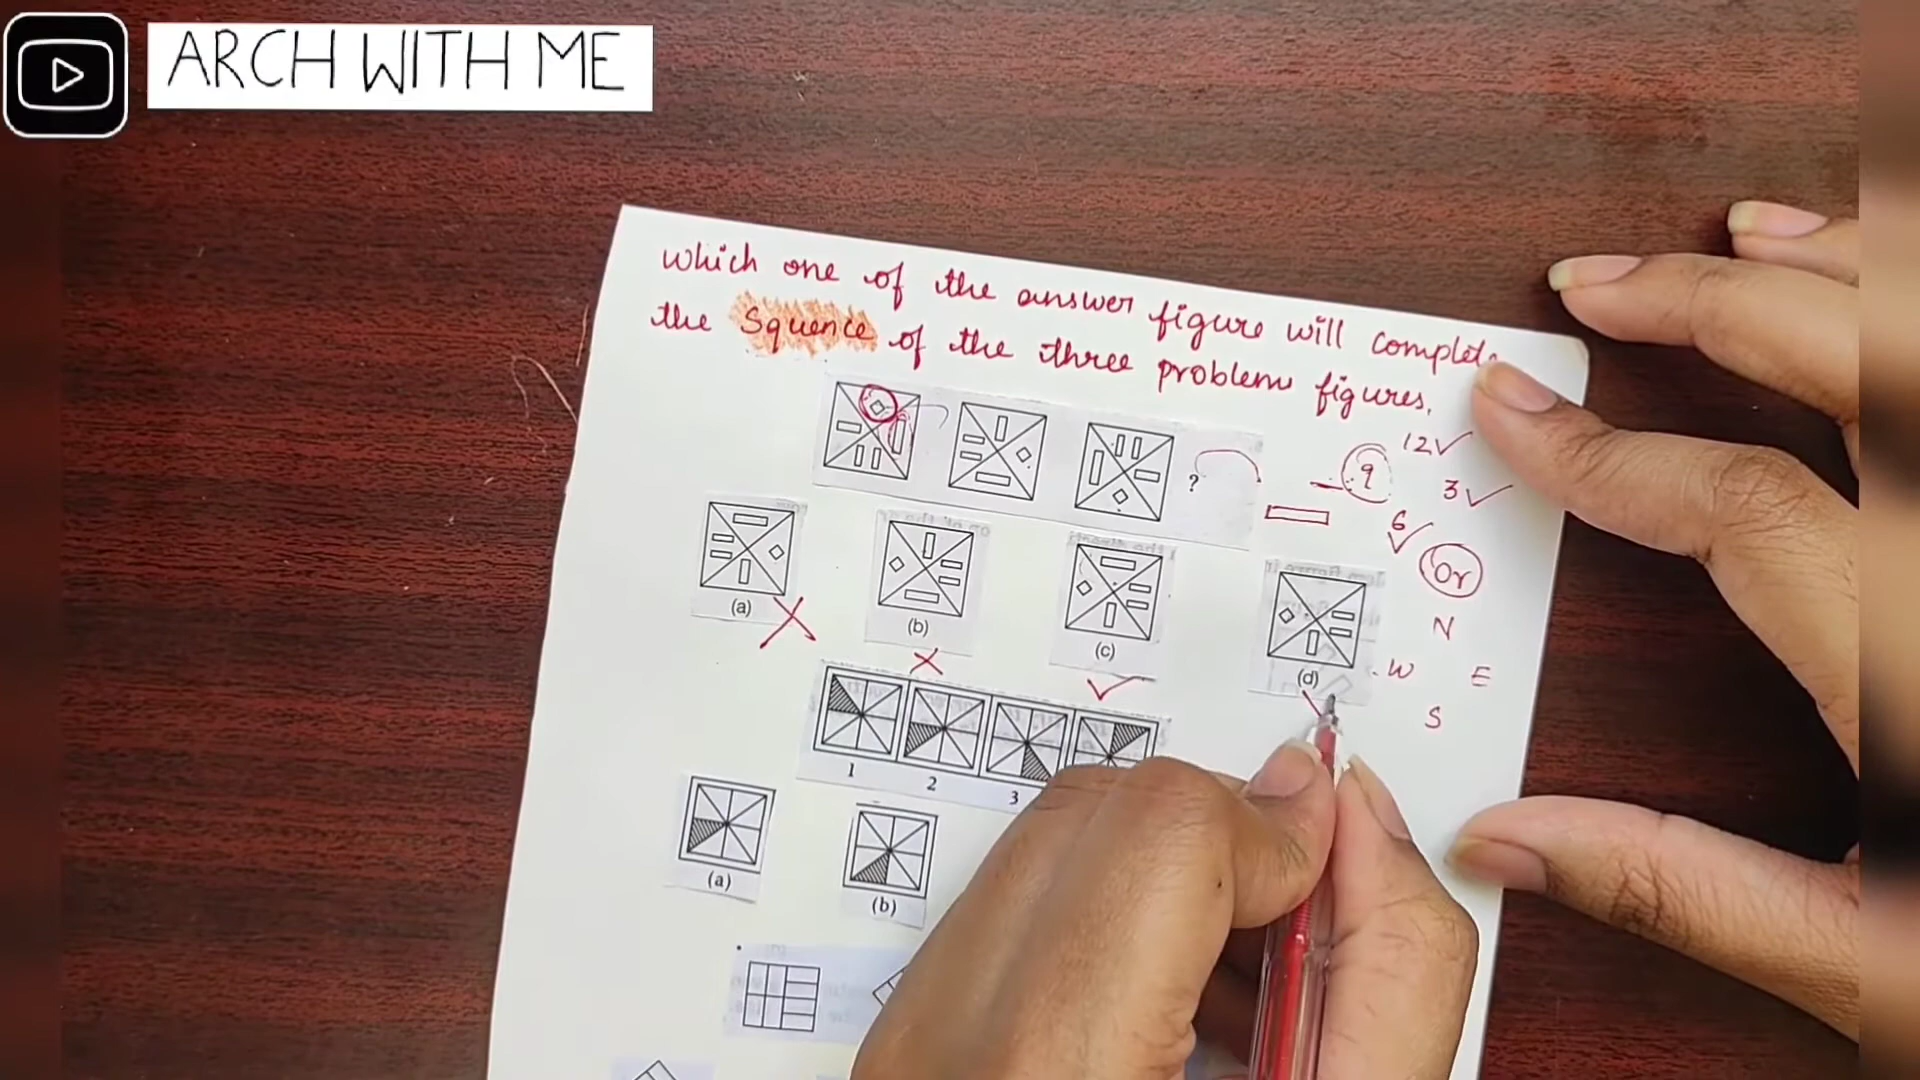 ARCH WITH ME
which one of the answer figure will complete
the Squence of the three problem figures.
12
9
3
?
6
Or
N
W
E
S
(a)
(b)
(c)
(d)
1
2
3
(a)
(b)